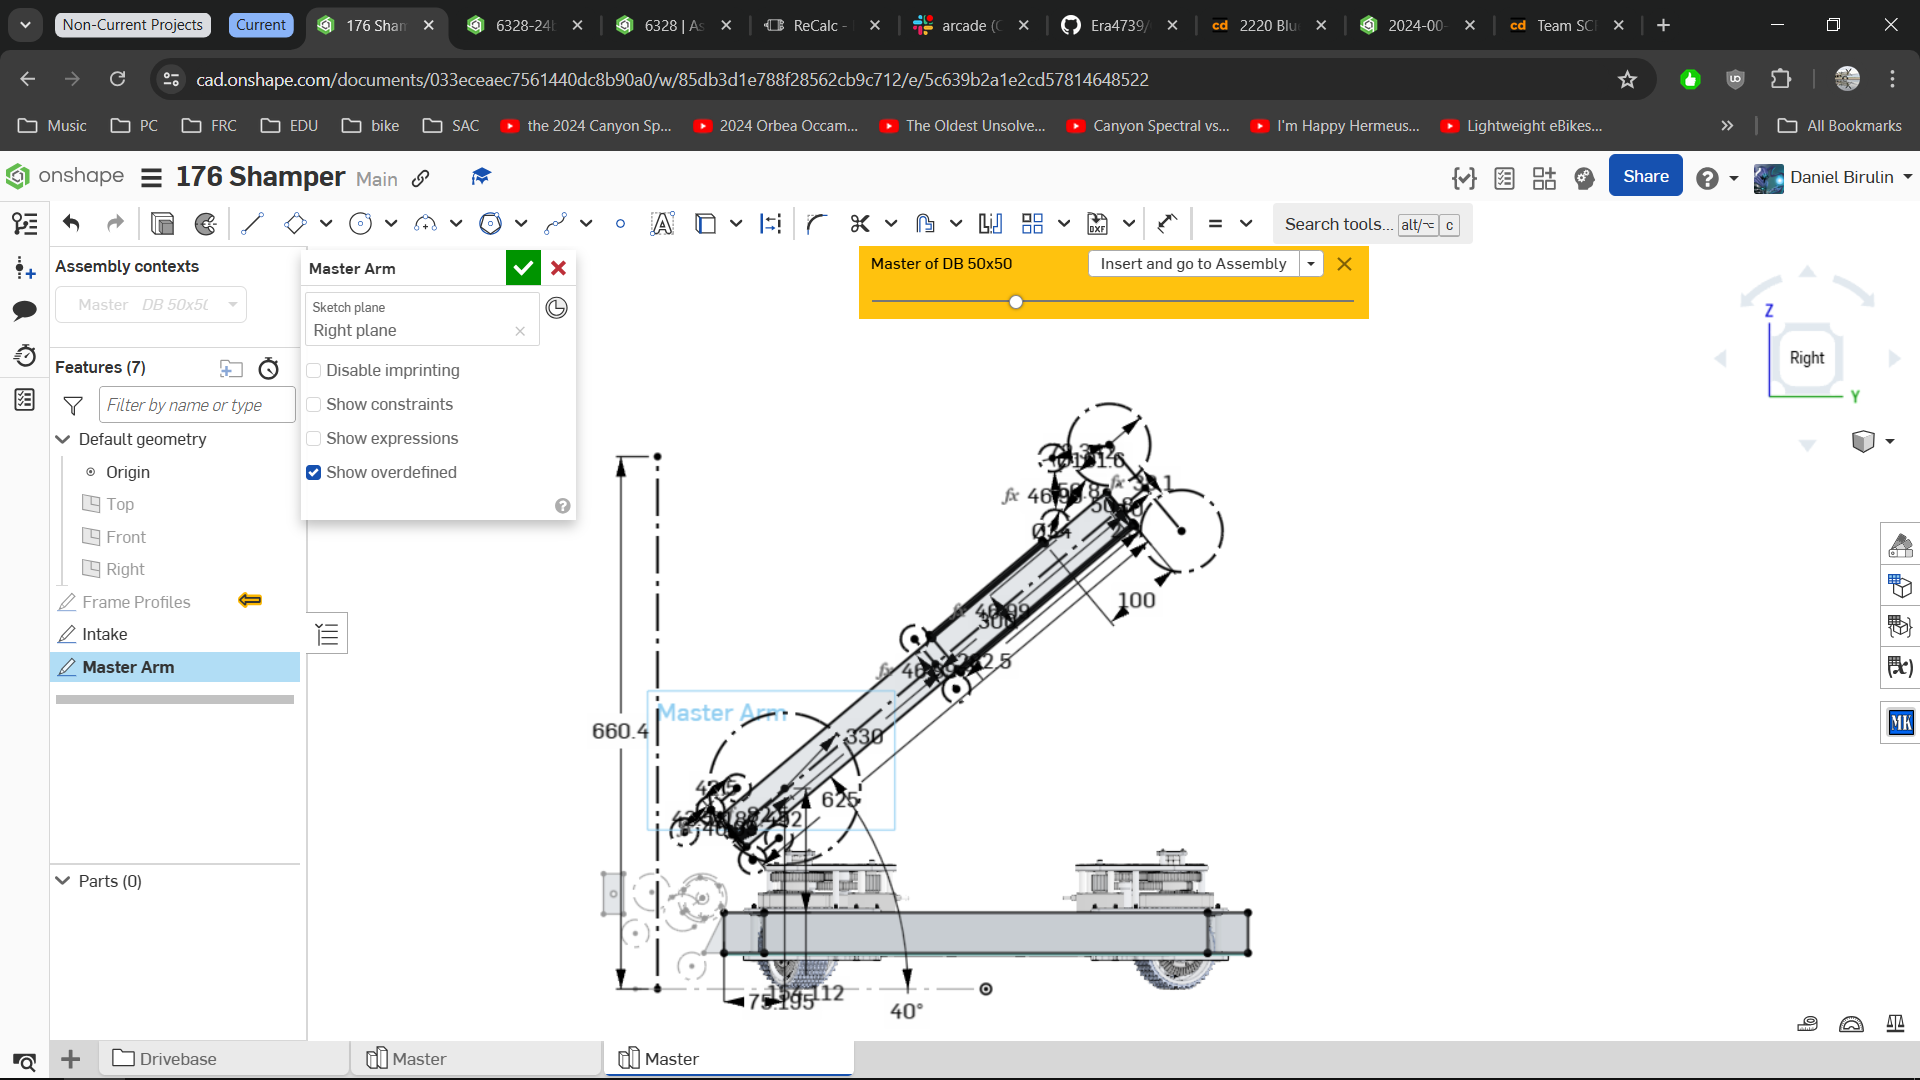 Non-Current Projects
Current
176 Sham
6328-24b
6328 | As
ReCalc -
arcade (C
Era4739/
2220 Blu
2024-00-
Team SCI
cad.onshape.com/documents/033eceaec7561440dc8b90a0/w/85db3d1e788f28562cb9c712/e/5c639b2a1e2cd57814648522
Music
PC
FRC
EDU
bike
SAC
the 2024 Canyon Sp...
2024 Orbea Occam...
The Oldest Unsolve...
Canyon Spectral vs...
I'm Happy Hermeus...
Lightweight eBikes...
All Bookmarks
onshape
176 Shamper
Main
Share
Daniel Birulin
Search tools... alt/⌥ c
Assembly contexts
Master DB 50x50
Features (7)
Filter by name or type
Default geometry
Origin
Top
Front
Right
Frame Profiles
Intake
Master Arm
Parts (0)
Master Arm
Sketch plane
Right plane
Disable imprinting
Show constraints
Show expressions
Show overdefined
Master of DB 50x50
Insert and go to Assembly
Z
Right
Y
100
660.4
Master Arm
330
625
75.195
40°
MK
Drivebase
Master
Master